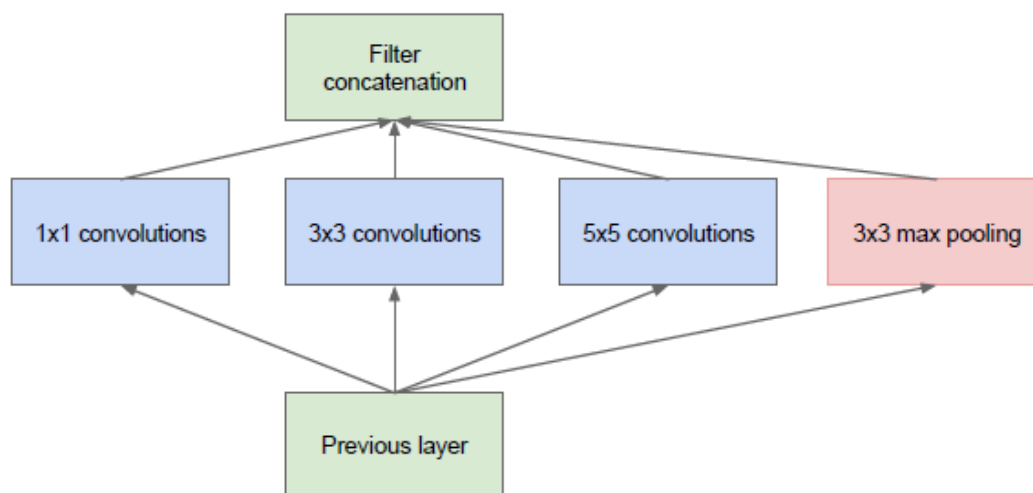 Filter
concatenation
1x1 convolutions
3x3 convolutions
5x5 convolutions
3x3 max pooling
Previous layer